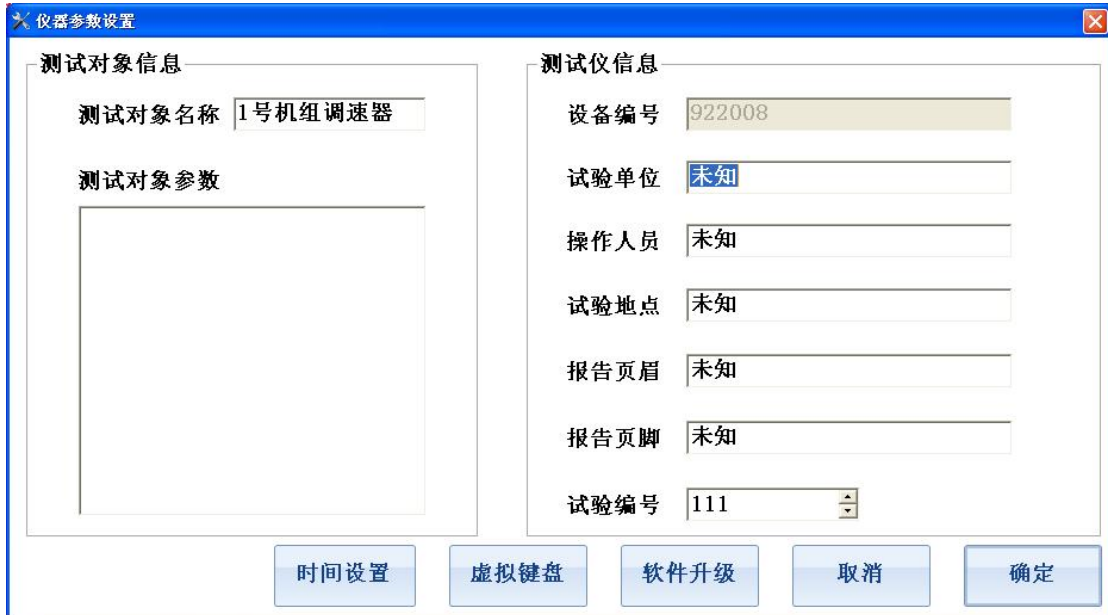 仪器参数设置
测试对象信息
测试对象名称 1号机组调速器
测试对象参数
测试仪信息
设备编号 922008
试验单位 未知
操作人员 未知
试验地点 未知
报告页眉 未知
报告页脚 未知
试验编号 111
时间设置 虚拟键盘 软件升级 取消 确定